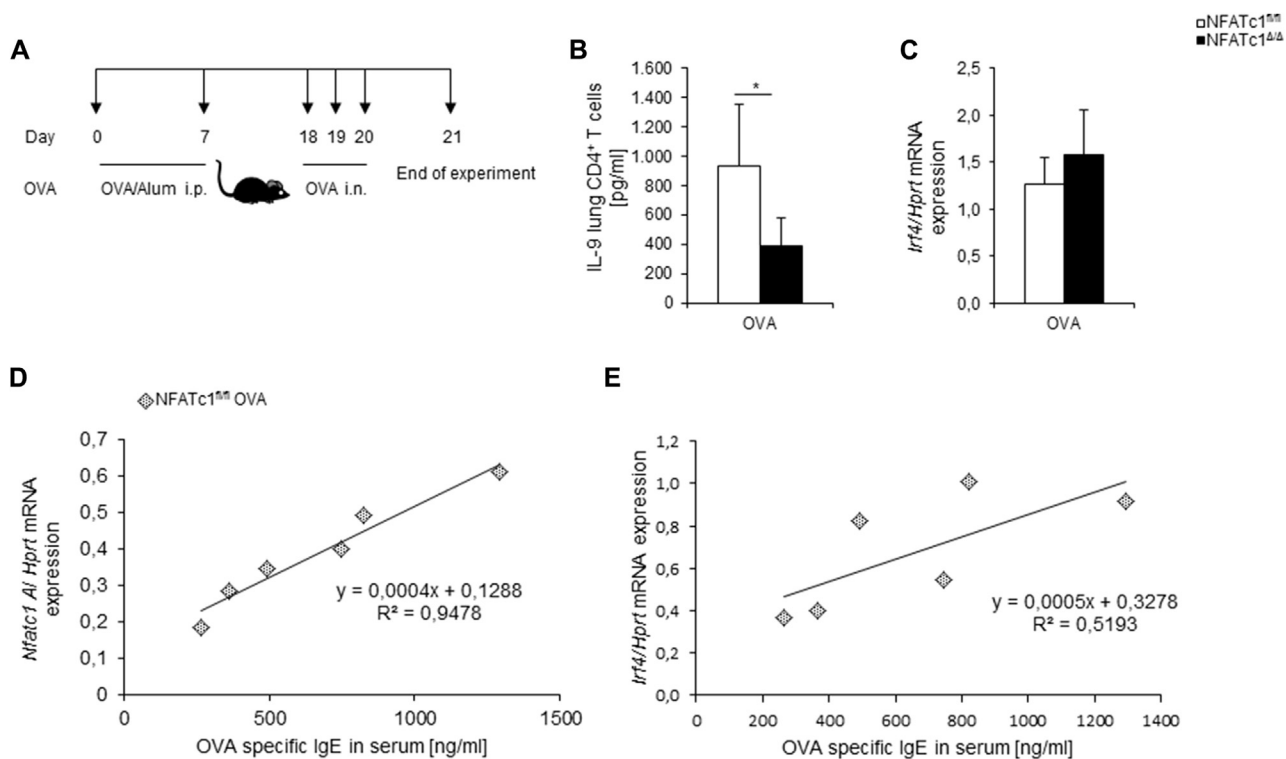 NFATc1fl/fl
NFATc1Δ/Δ
A
Day 0 7 18 19 20 21
OVA OVA/Alum i.p. OVA i.n. End of experiment
B
IL-9 lung CD4+ T cells
[pg/ml]
1.600
1.400
1.200
1.000
800
600
400
200
0
*
OVA
C
Irf4/Hprt mRNA
expression
2,5
2,0
1,5
1,0
0,5
0,0
OVA
D
NFATc1fl/fl OVA
Nfatc1 A/ Hprt mRNA
expression
0,7
0,6
0,5
0,4
0,3
0,2
0,1
0
y = 0,0004x + 0,1288
R² = 0,9478
0 500 1000 1500
OVA specific IgE in serum [ng/ml]
E
Irf4/Hprt mRNA expression
1,2
1,0
0,8
0,6
0,4
0,2
0,0
y = 0,0005x + 0,3278
R² = 0,5193
0 200 400 600 800 1000 1200 1400
OVA specific IgE in serum [ng/ml]